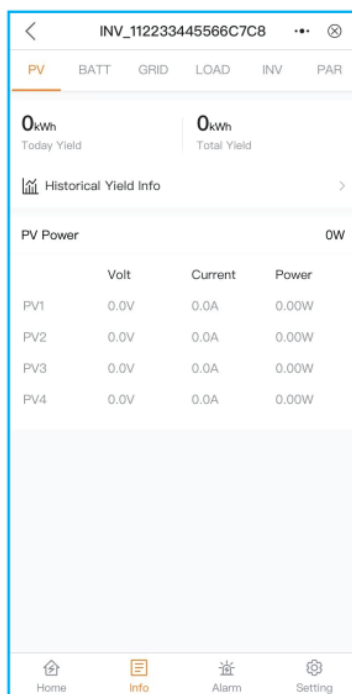 INV_112233445566C7C8
PV BATT GRID LOAD INV PAR
0kWh 0kWh
Today Yield Total Yield
Historical Yield Info
PV Power 0W
Volt Current Power
PV1 0.0V 0.0A 0.00W
PV2 0.0V 0.0A 0.00W
PV3 0.0V 0.0A 0.00W
PV4 0.0V 0.0A 0.00W
Home Info Alarm Setting